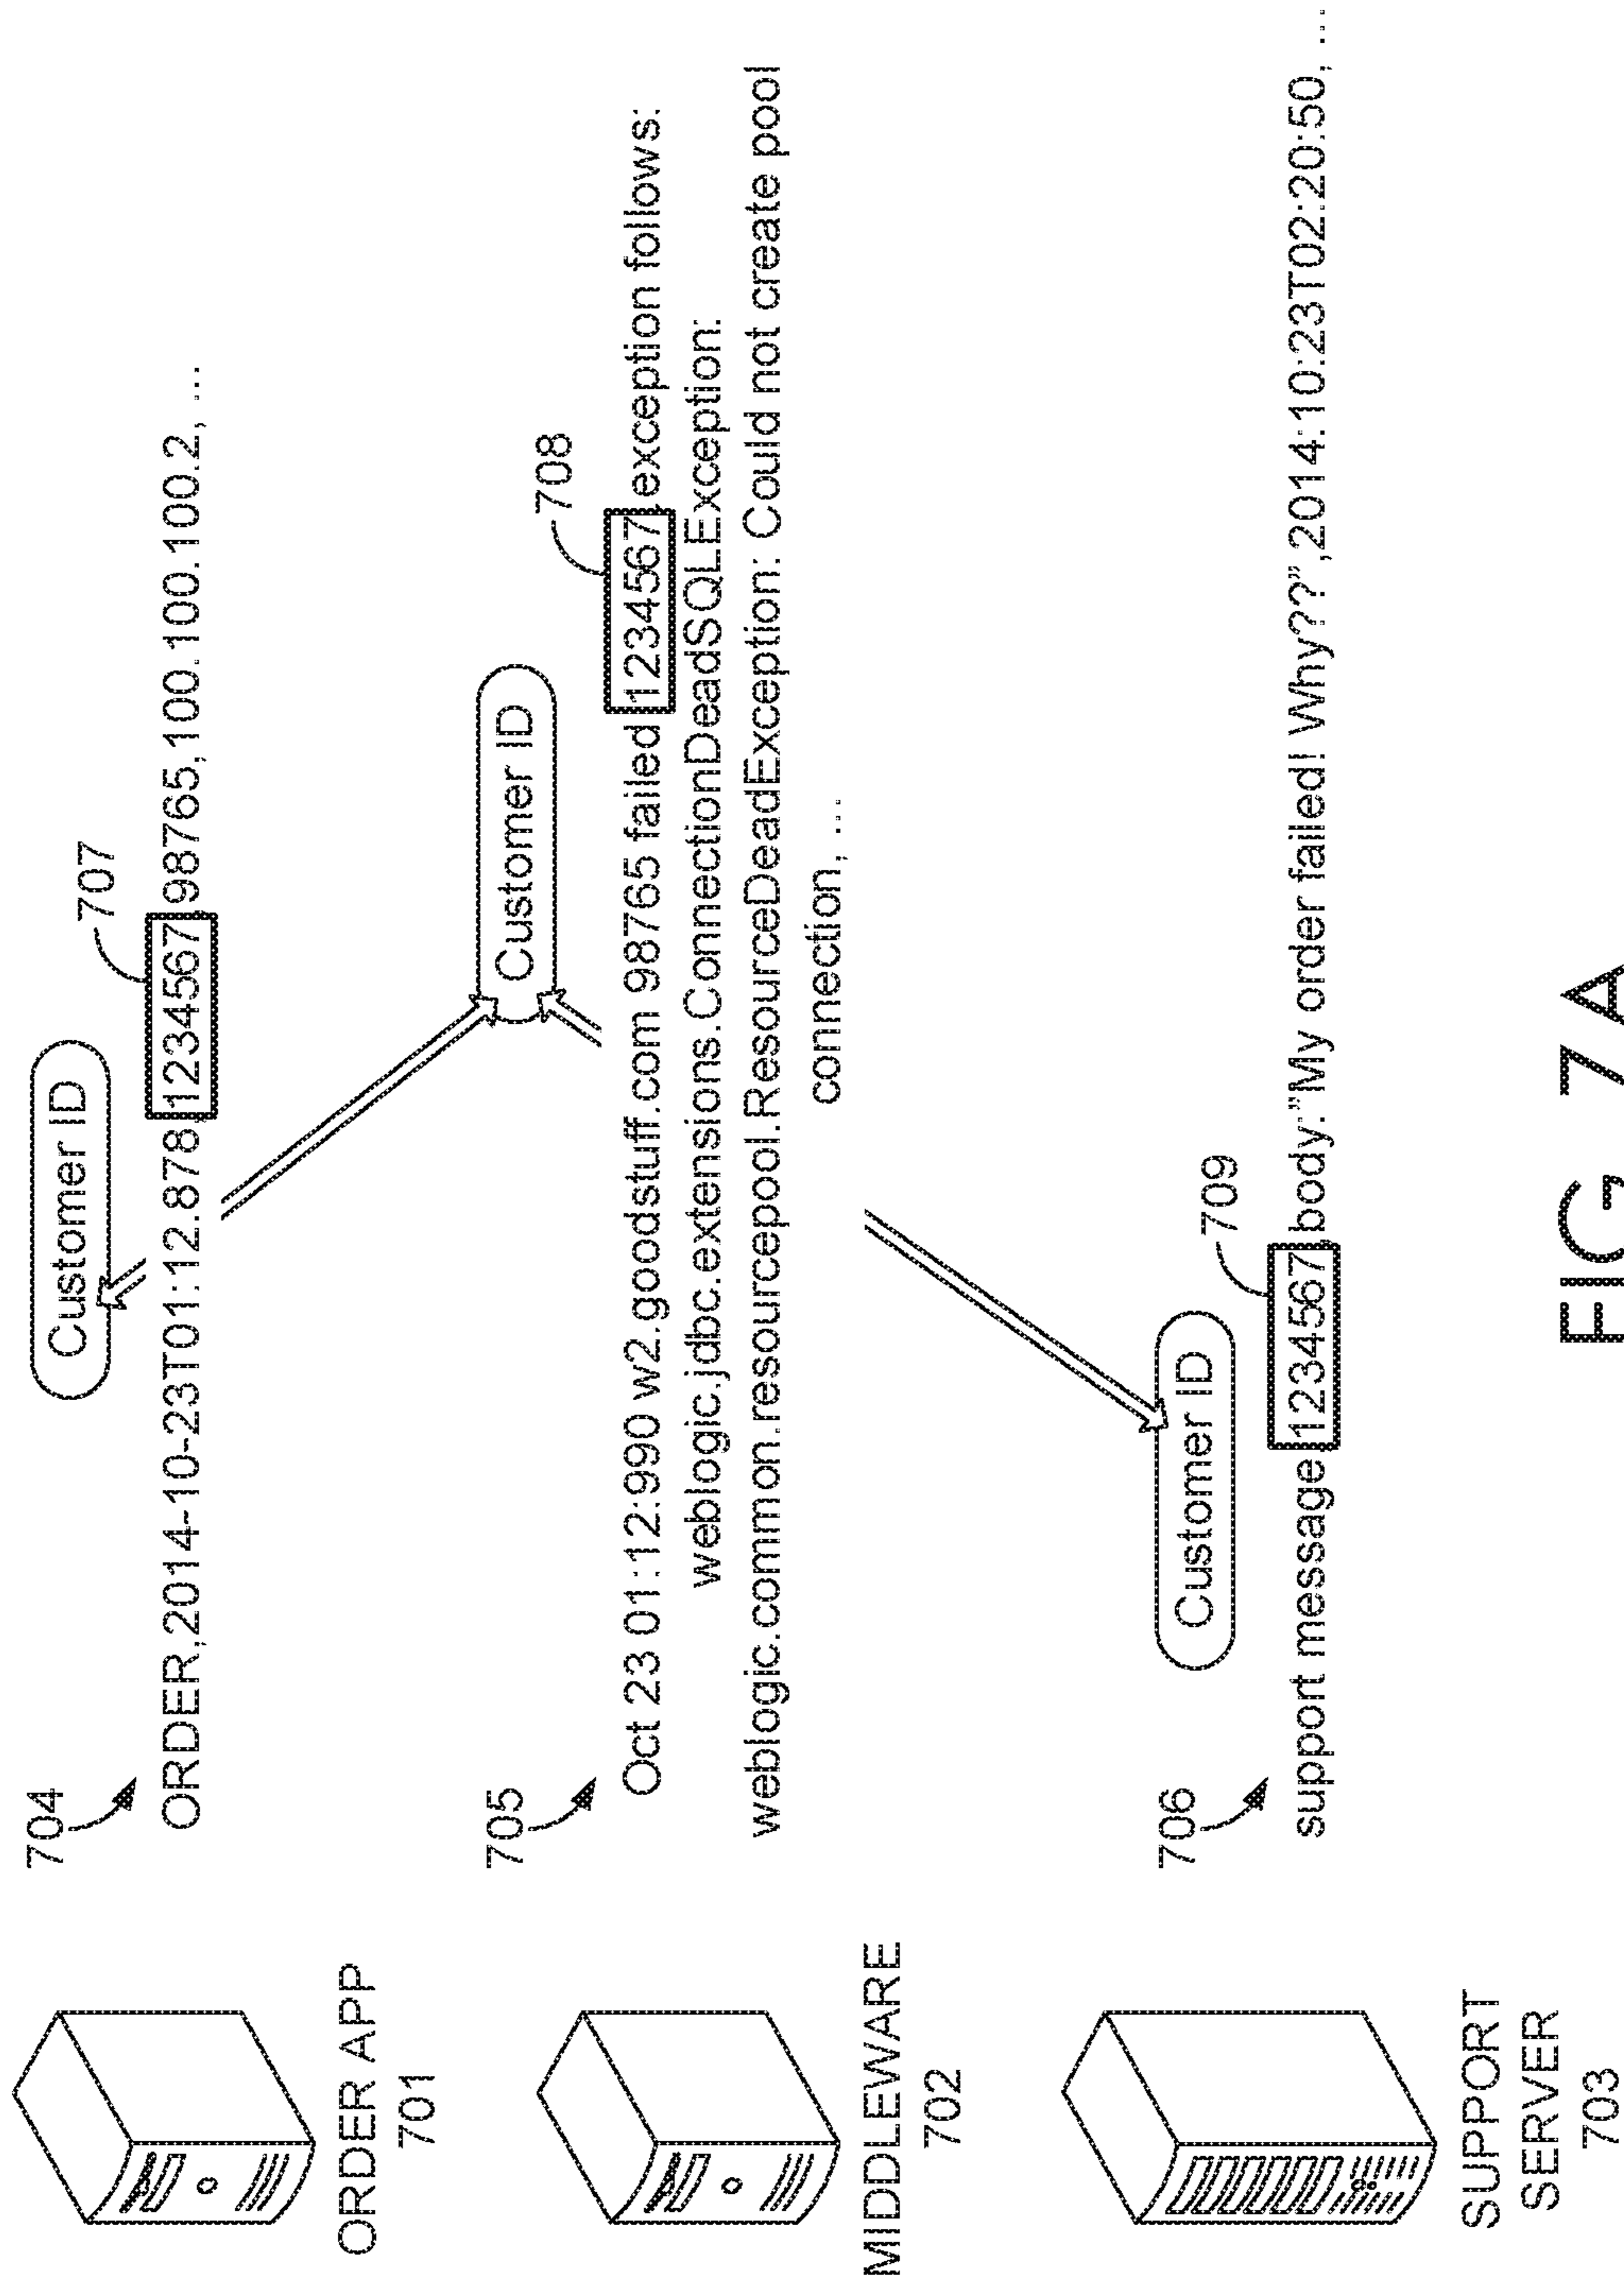 704
Customer ID
707
ORDER,2014-10-23T01:12.878,1234567,98765,100.100.100.2, ...
ORDER APP
701
705
Customer ID
708
Oct 23 01:12:990 w2.goodstuff.com 98765 failed 1234567 exception follows:
weblogic.jdbc.extensions.ConnectionDeadSQLException:
weblogic.common.resourcepool.ResourceDeadException: Could not create pool
connection, ...
MIDDLEWARE
702
706
Customer ID
709
support message 1234567 body:"My order failed! Why??",2014:10:23T02:20:50, ...
SUPPORT
SERVER
703
FIG. 7A